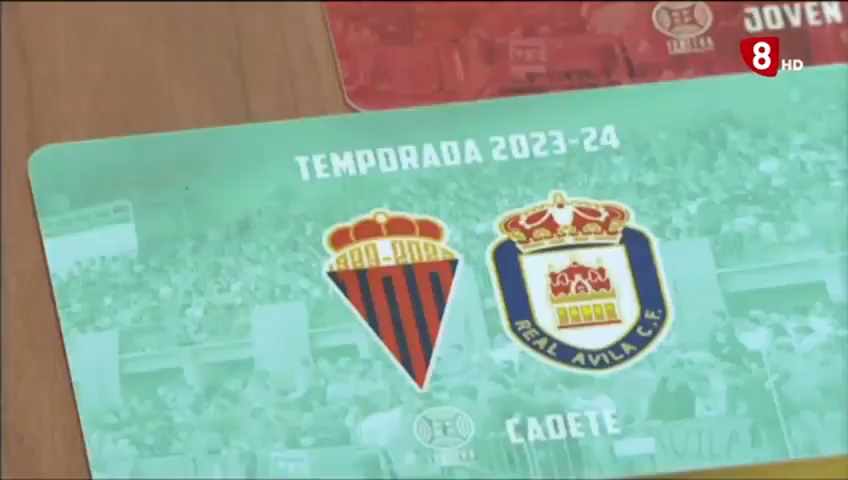 JOVEN
8
HD
TEMPORADA 2023-24
REAL AVILA C.F.
CADETE